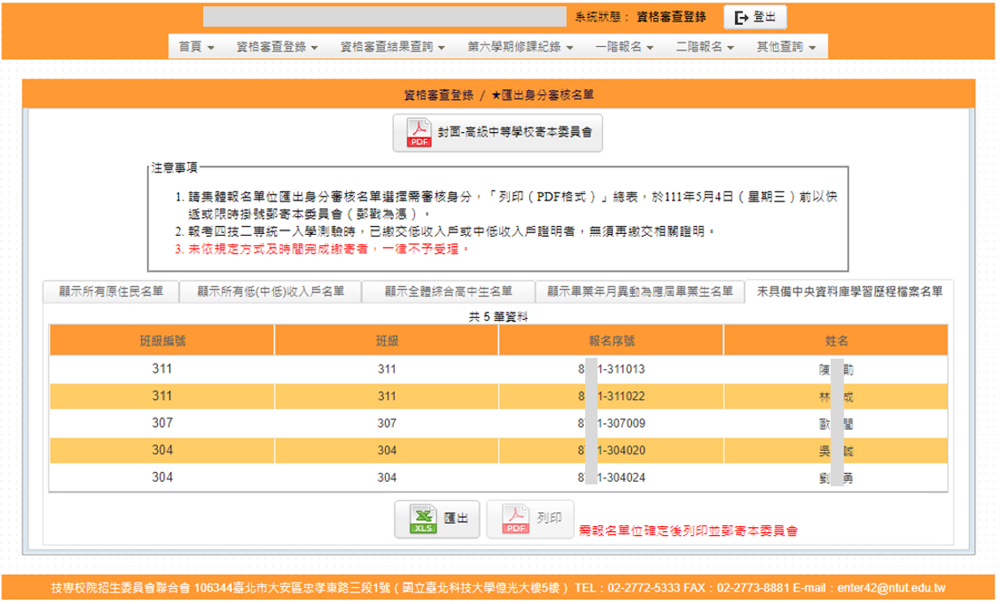 系統狀態： 資格審查登錄 登出
首頁 資格審查登錄 資格審查結果查詢 第六學期修課紀錄 一階報名 二階報名 其他查詢
資格審查登錄 / ★匯出身分審核名單
PDF 封面-高級中等學校寄本委員會
注意事項
1. 請集體報名單位匯出身分審核名單選擇需審核身分，「列印（PDF格式）」總表，於111年5月4日（星期三）前以快
遞或限時掛號郵寄本委員會（郵戳為憑）。
2. 報考四技二專統一入學測驗時，已繳交低收入戶或中低收入戶證明者，無須再繳交相關證明。
3. 未依規定方式及時間完成繳寄者，一律不予受理。
顯示所有原住民名單 顯示所有低(中低)收入戶名單 顯示全體綜合高中生名單 顯示畢業年月異動為應屆畢業生名單 未具備中央資料庫學習歷程檔案名單
共 5 筆資料
班級編號 班級 報名序號 姓名
311 311 8 1-311013 陳 勛
311 311 8 1-311022 林 成
307 307 8 1-307009 歐 閩
304 304 8 1-304020 吳 誠
304 304 8 1-304024 劉 勇
XLS 匯出 PDF 列印 需報名單位確定後列印並郵寄本委員會
技專校院招生委員會聯合會 106344臺北市大安區忠孝東路三段1號（國立臺北科技大學億光大樓5樓） TEL：02-2772-5333 FAX：02-2773-8881 E-mail：enter42@ntut.edu.tw